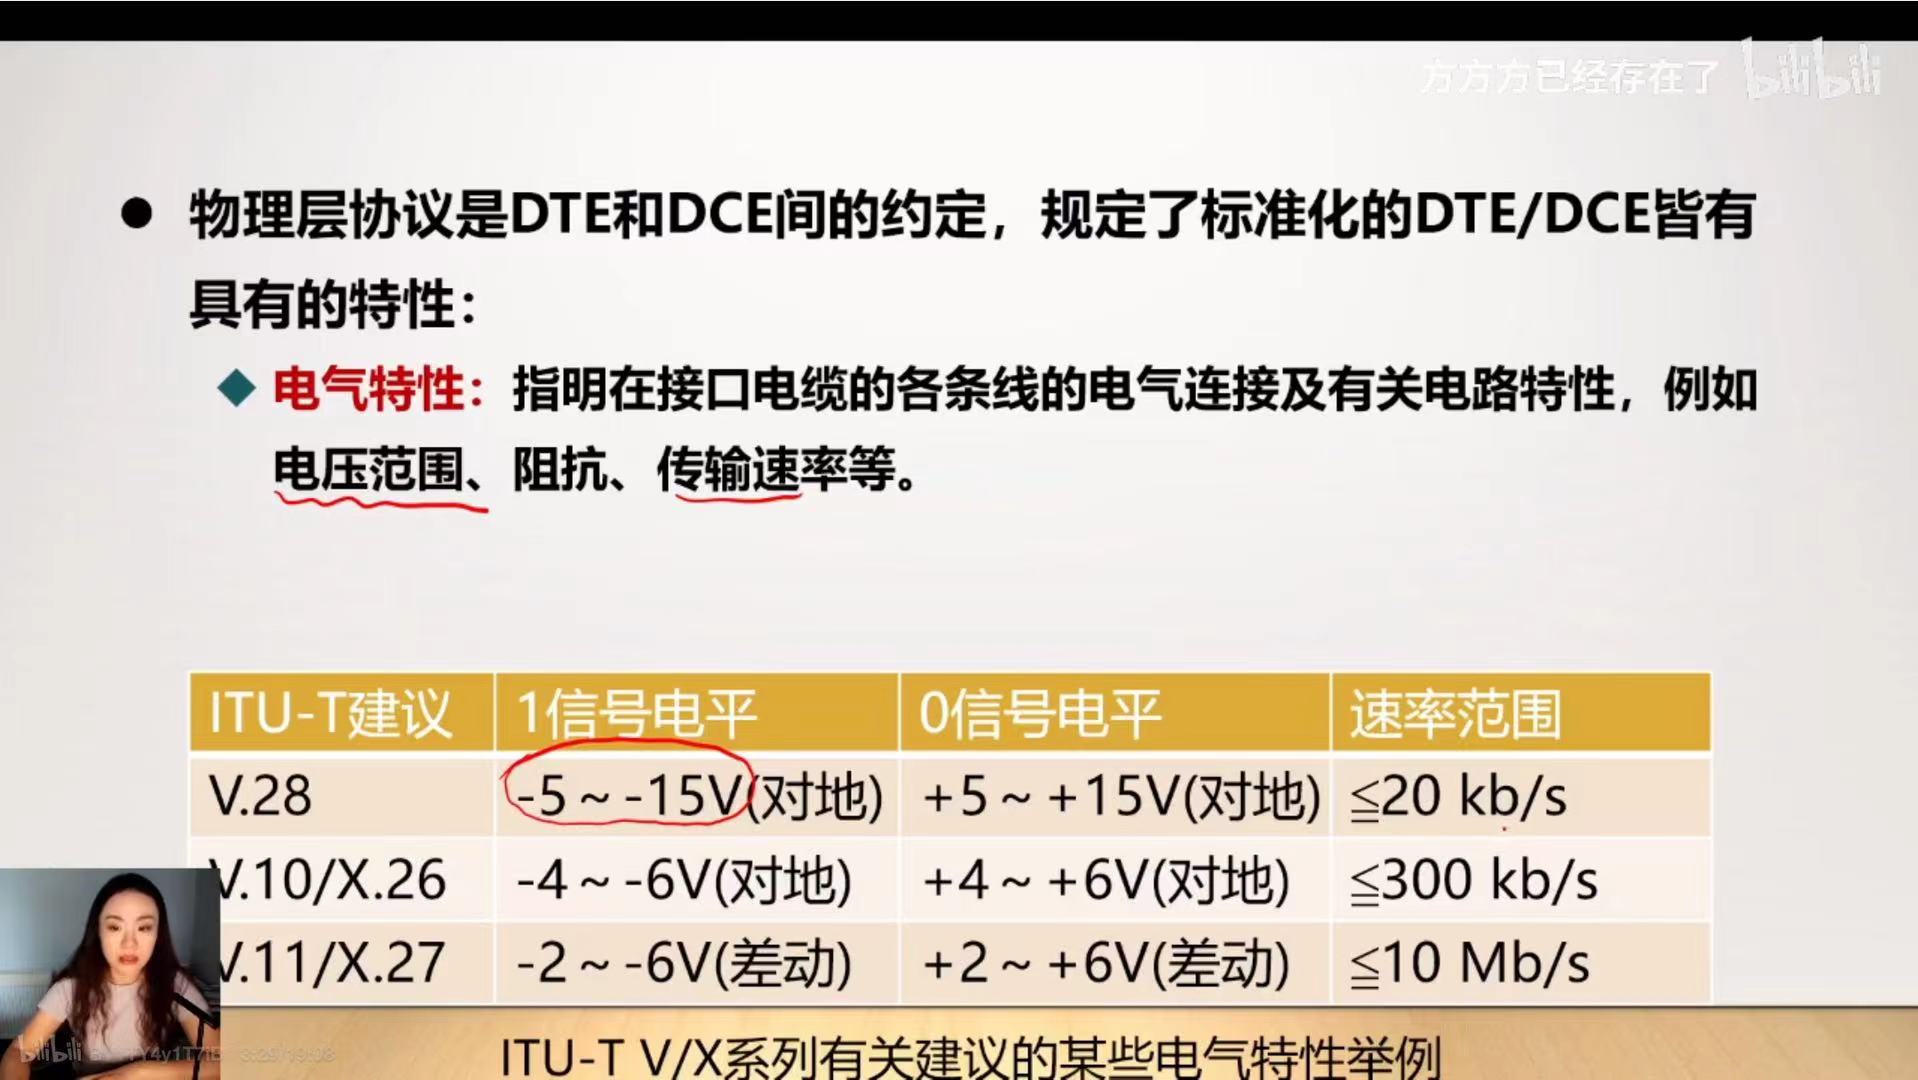 方方方已经存在了 bilibili
物理层协议是DTE和DCE间的约定，规定了标准化的DTE/DCE皆有
具有的特性：
电气特性：指明在接口电缆的各条线的电气连接及有关电路特性，例如
电压范围、阻抗、传输速率等。
ITU-T建议 1信号电平 0信号电平 速率范围
V.28 -5～-15V(对地) +5～+15V(对地) ≦20 kb/s
V.10/X.26 -4～-6V(对地) +4～+6V(对地) ≦300 kb/s
V.11/X.27 -2～-6V(差动) +2～+6V(差动) ≦10 Mb/s
bilibili
ITU-T V/X系列有关建议的某些电气特性举例